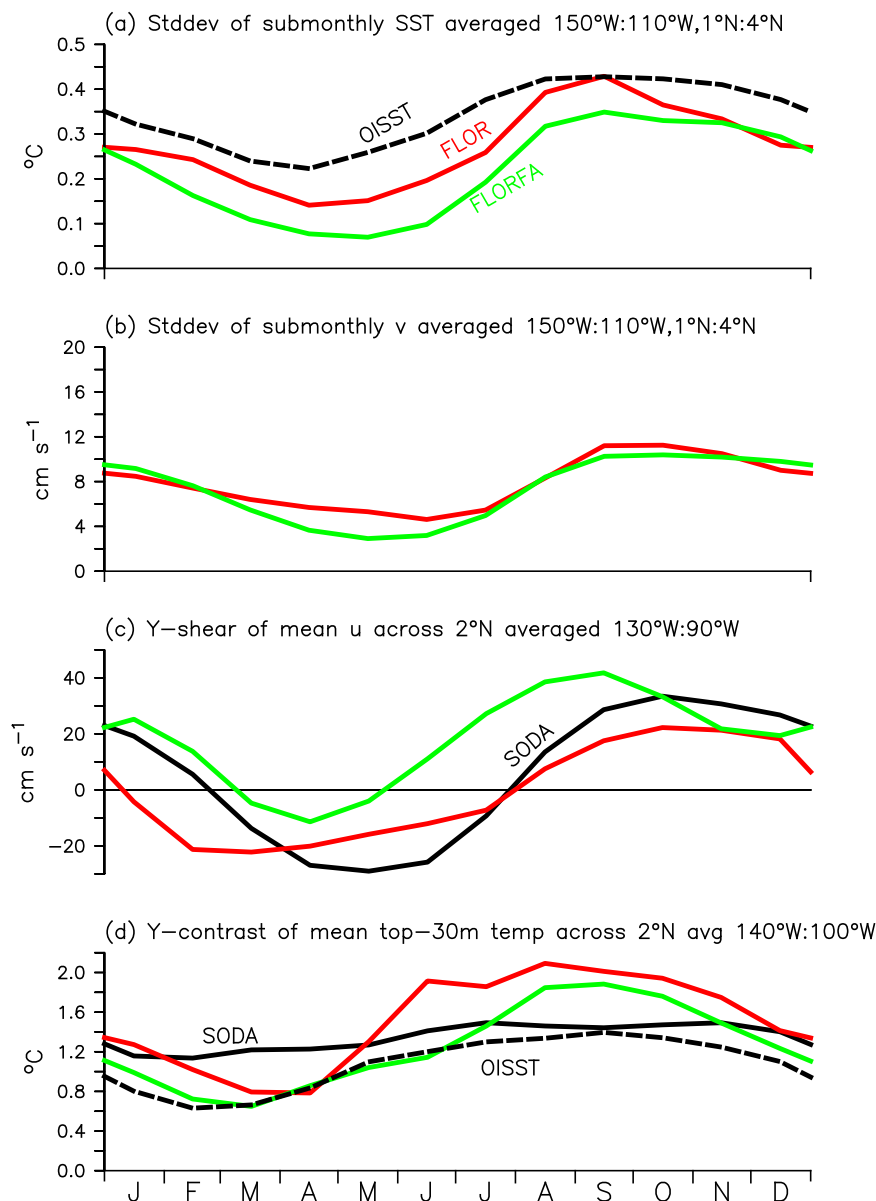 (a) Stddev of submonthly SST averaged 150°W:110°W,1°N:4°N
0.5
0.4
0.3
0.2
0.1
0.0
°C
OISST
FLOR
FLORFA
(b) Stddev of submonthly v averaged 150°W:110°W,1°N:4°N
20
16
12
8
4
0
cm s⁻¹
(c) Y−shear of mean u across 2°N averaged 130°W:90°W
40
20
0
−20
cm s⁻¹
SODA
(d) Y−contrast of mean top−30m temp across 2°N avg 140°W:100°W
2.0
1.6
1.2
0.8
0.4
0.0
°C
SODA
OISST
J F M A M J J A S O N D